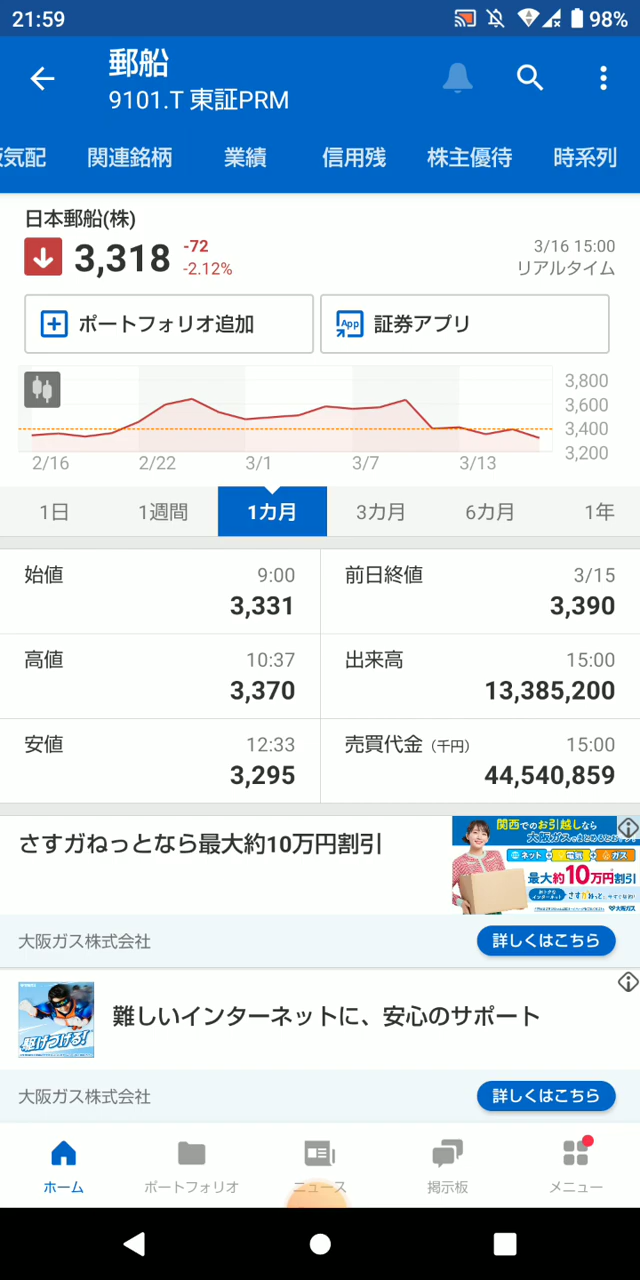 21:59
98%
郵船
9101.T 東証PRM
気配 関連銘柄 業績 信用残 株主優待 時系列
日本郵船(株)
3,318 -72
-2.12%
3/16 15:00
リアルタイム
ポートフォリオ追加
App 証券アプリ
3,800
3,600
3,400
3,200
2/16 2/22 3/1 3/7 3/13
1日 1週間 1カ月 3カ月 6カ月 1年
始値 9:00 前日終値 3/15
3,331 3,390
高値 10:37 出来高 15:00
3,370 13,385,200
安値 12:33 売買代金 (千円) 15:00
3,295 44,540,859
さすガねっとなら最大約10万円割引
関西でのお引越しなら
ネット 電気 ガス
最大約10万円割引
大阪ガス株式会社 詳しくはこちら
駆けつける!
難しいインターネットに、安心のサポート
大阪ガス株式会社 詳しくはこちら
ホーム ポートフォリオ ニュース 掲示板 メニュー